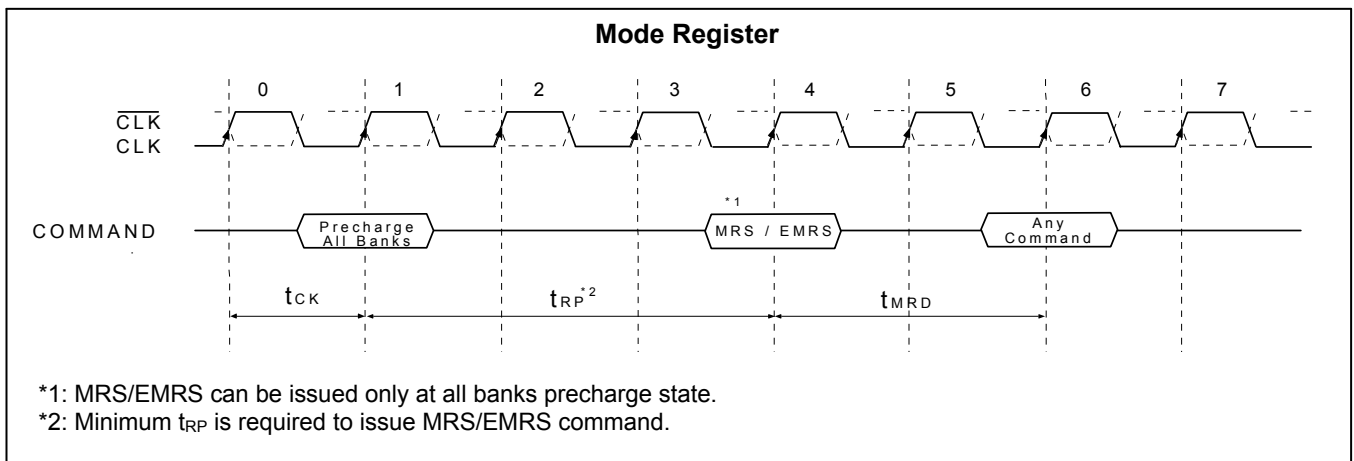 Mode Register
0 1 2 3 4 5 6 7
CLK
CLK
*1
COMMAND
Precharge
All Banks
MRS / EMRS
Any
Command
tCK
tRP*2
tMRD
*1: MRS/EMRS can be issued only at all banks precharge state.
*2: Minimum tRP is required to issue MRS/EMRS command.